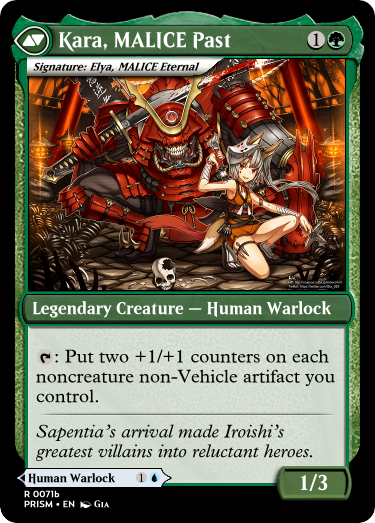 Kara, MALICE Past 1
Signature: Elya, MALICE Eternal
Legendary Creature — Human Warlock
: Put two +1/+1 counters on each
noncreature non-Vehicle artifact you
control.
Sapentia's arrival made Iroishi's
greatest villains into reluctant heroes.
Human Warlock 1
1/3
R 0071b
PRISM • EN GIA